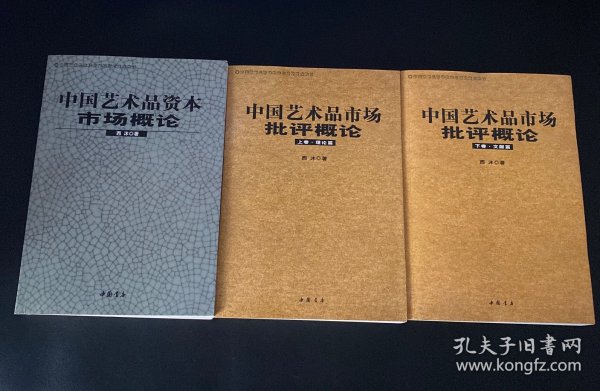 中国艺术品资本
市场概论
西沐◎著
中国书店
中国艺术品市场
批评概论
上卷·理论篇
西沐◎著
中国书店
中国艺术品市场
批评概论
下卷·文献篇
西沐◎著
中国书店
孔夫子旧书网
www.kongfz.com